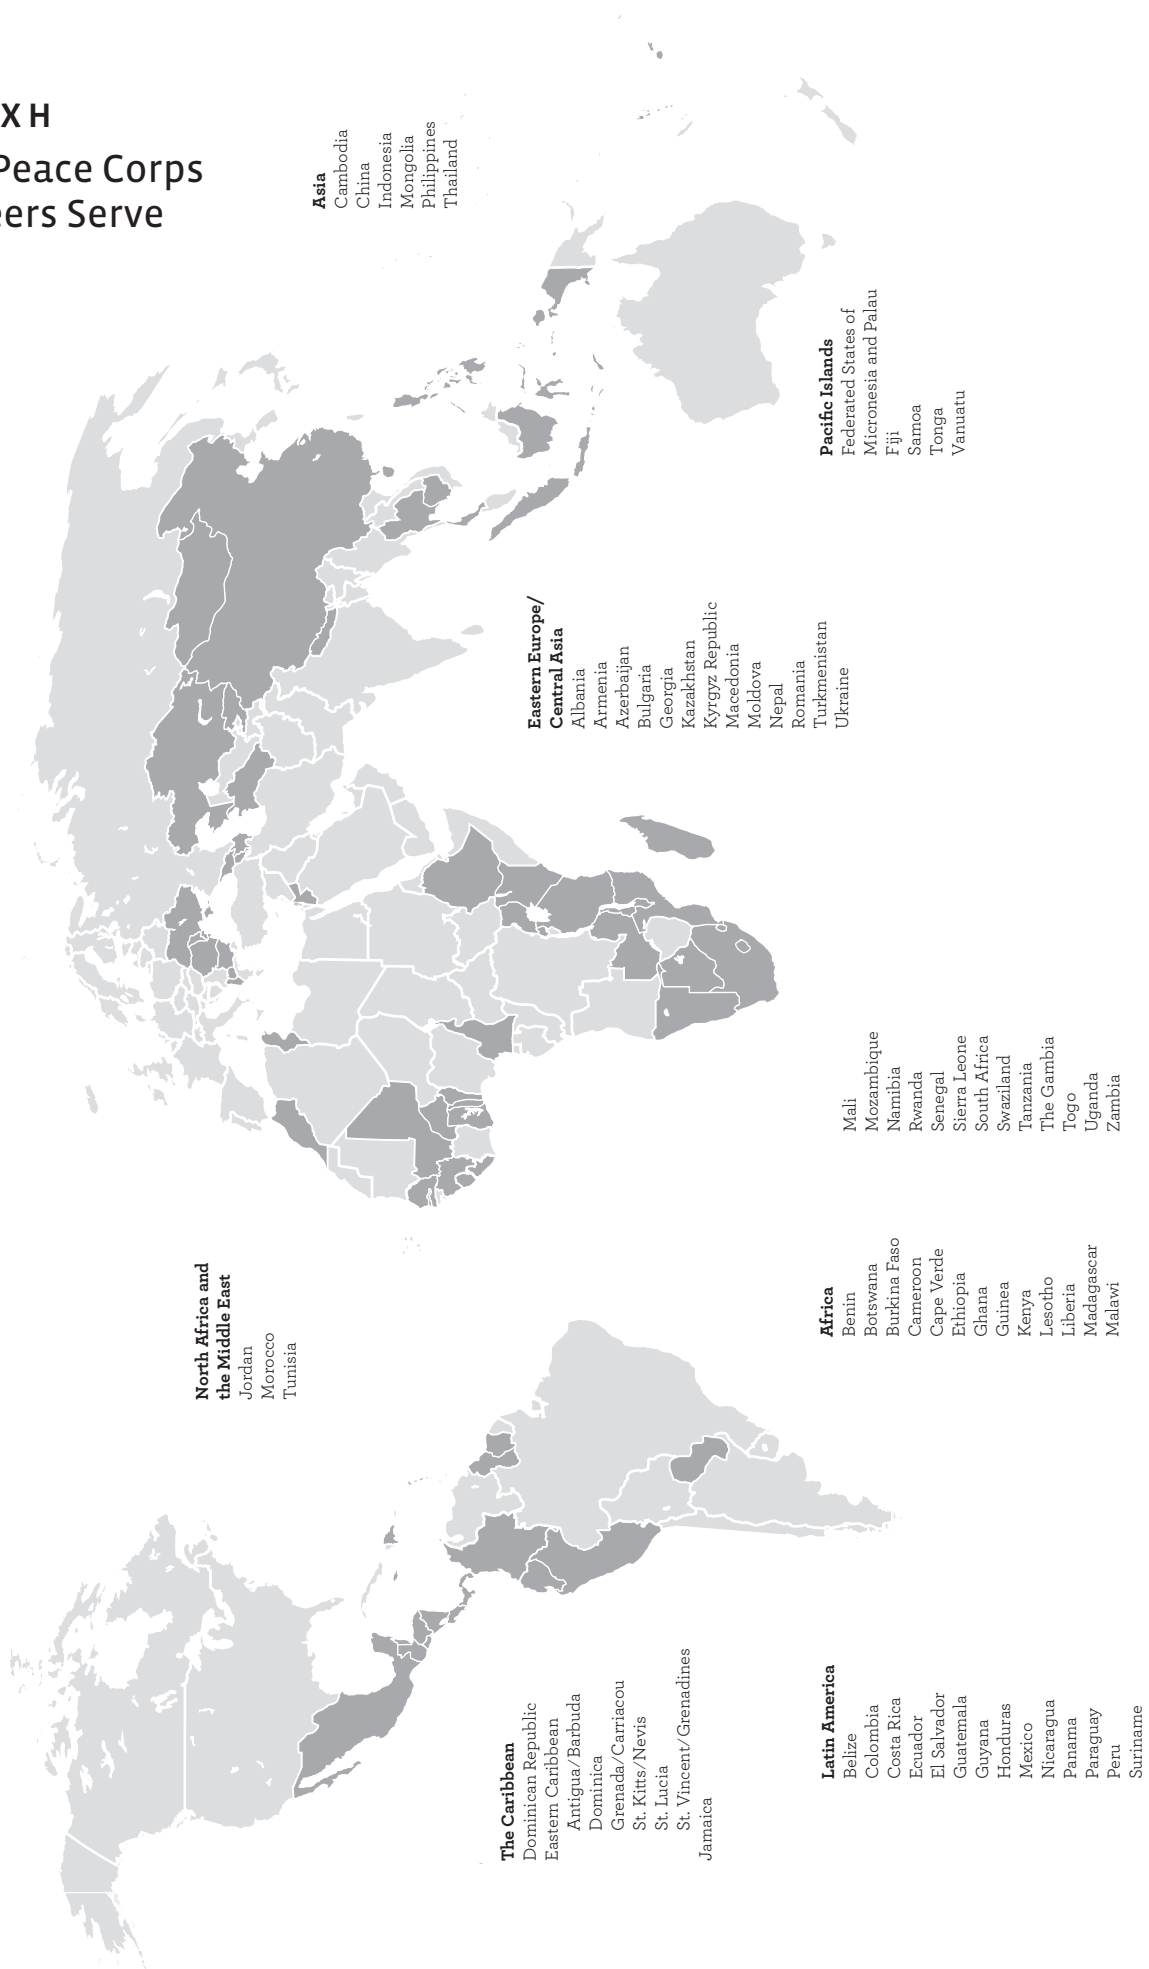 X H
Peace Corps
eers Serve
North Africa and
the Middle East
Jordan
Morocco
Tunisia
Asia
Cambodia
China
Indonesia
Mongolia
Philippines
Thailand
The Caribbean
Dominican Republic
Eastern Caribbean
Antigua/Barbuda
Dominica
Grenada/Carriacou
St. Kitts/Nevis
St. Lucia
St. Vincent/Grenadines
Jamaica
Eastern Europe/
Central Asia
Albania
Armenia
Azerbaijan
Bulgaria
Georgia
Kazakhstan
Kyrgyz Republic
Macedonia
Moldova
Nepal
Romania
Turkmenistan
Ukraine
Latin America
Belize
Colombia
Costa Rica
Ecuador
El Salvador
Guatemala
Guyana
Honduras
Mexico
Nicaragua
Panama
Paraguay
Peru
Suriname
Africa
Benin
Botswana
Burkina Faso
Cameroon
Cape Verde
Ethiopia
Ghana
Guinea
Kenya
Lesotho
Liberia
Madagascar
Malawi
Mali
Mozambique
Namibia
Rwanda
Senegal
Sierra Leone
South Africa
Swaziland
Tanzania
The Gambia
Togo
Uganda
Zambia
Pacific Islands
Federated States of
Micronesia and Palau
Fiji
Samoa
Tonga
Vanuatu